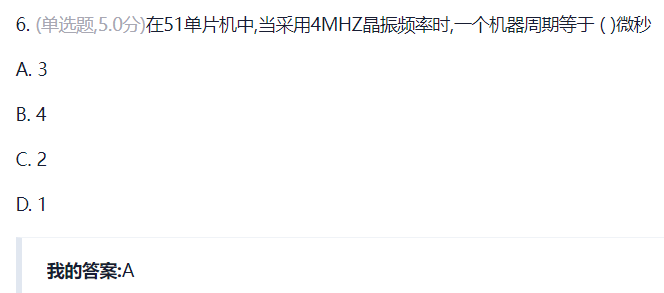 6. (单选题,5.0分)在51单片机中,当采用4MHZ晶振频率时,一个机器周期等于 ( )微秒
A. 3
B. 4
C. 2
D. 1
我的答案:A